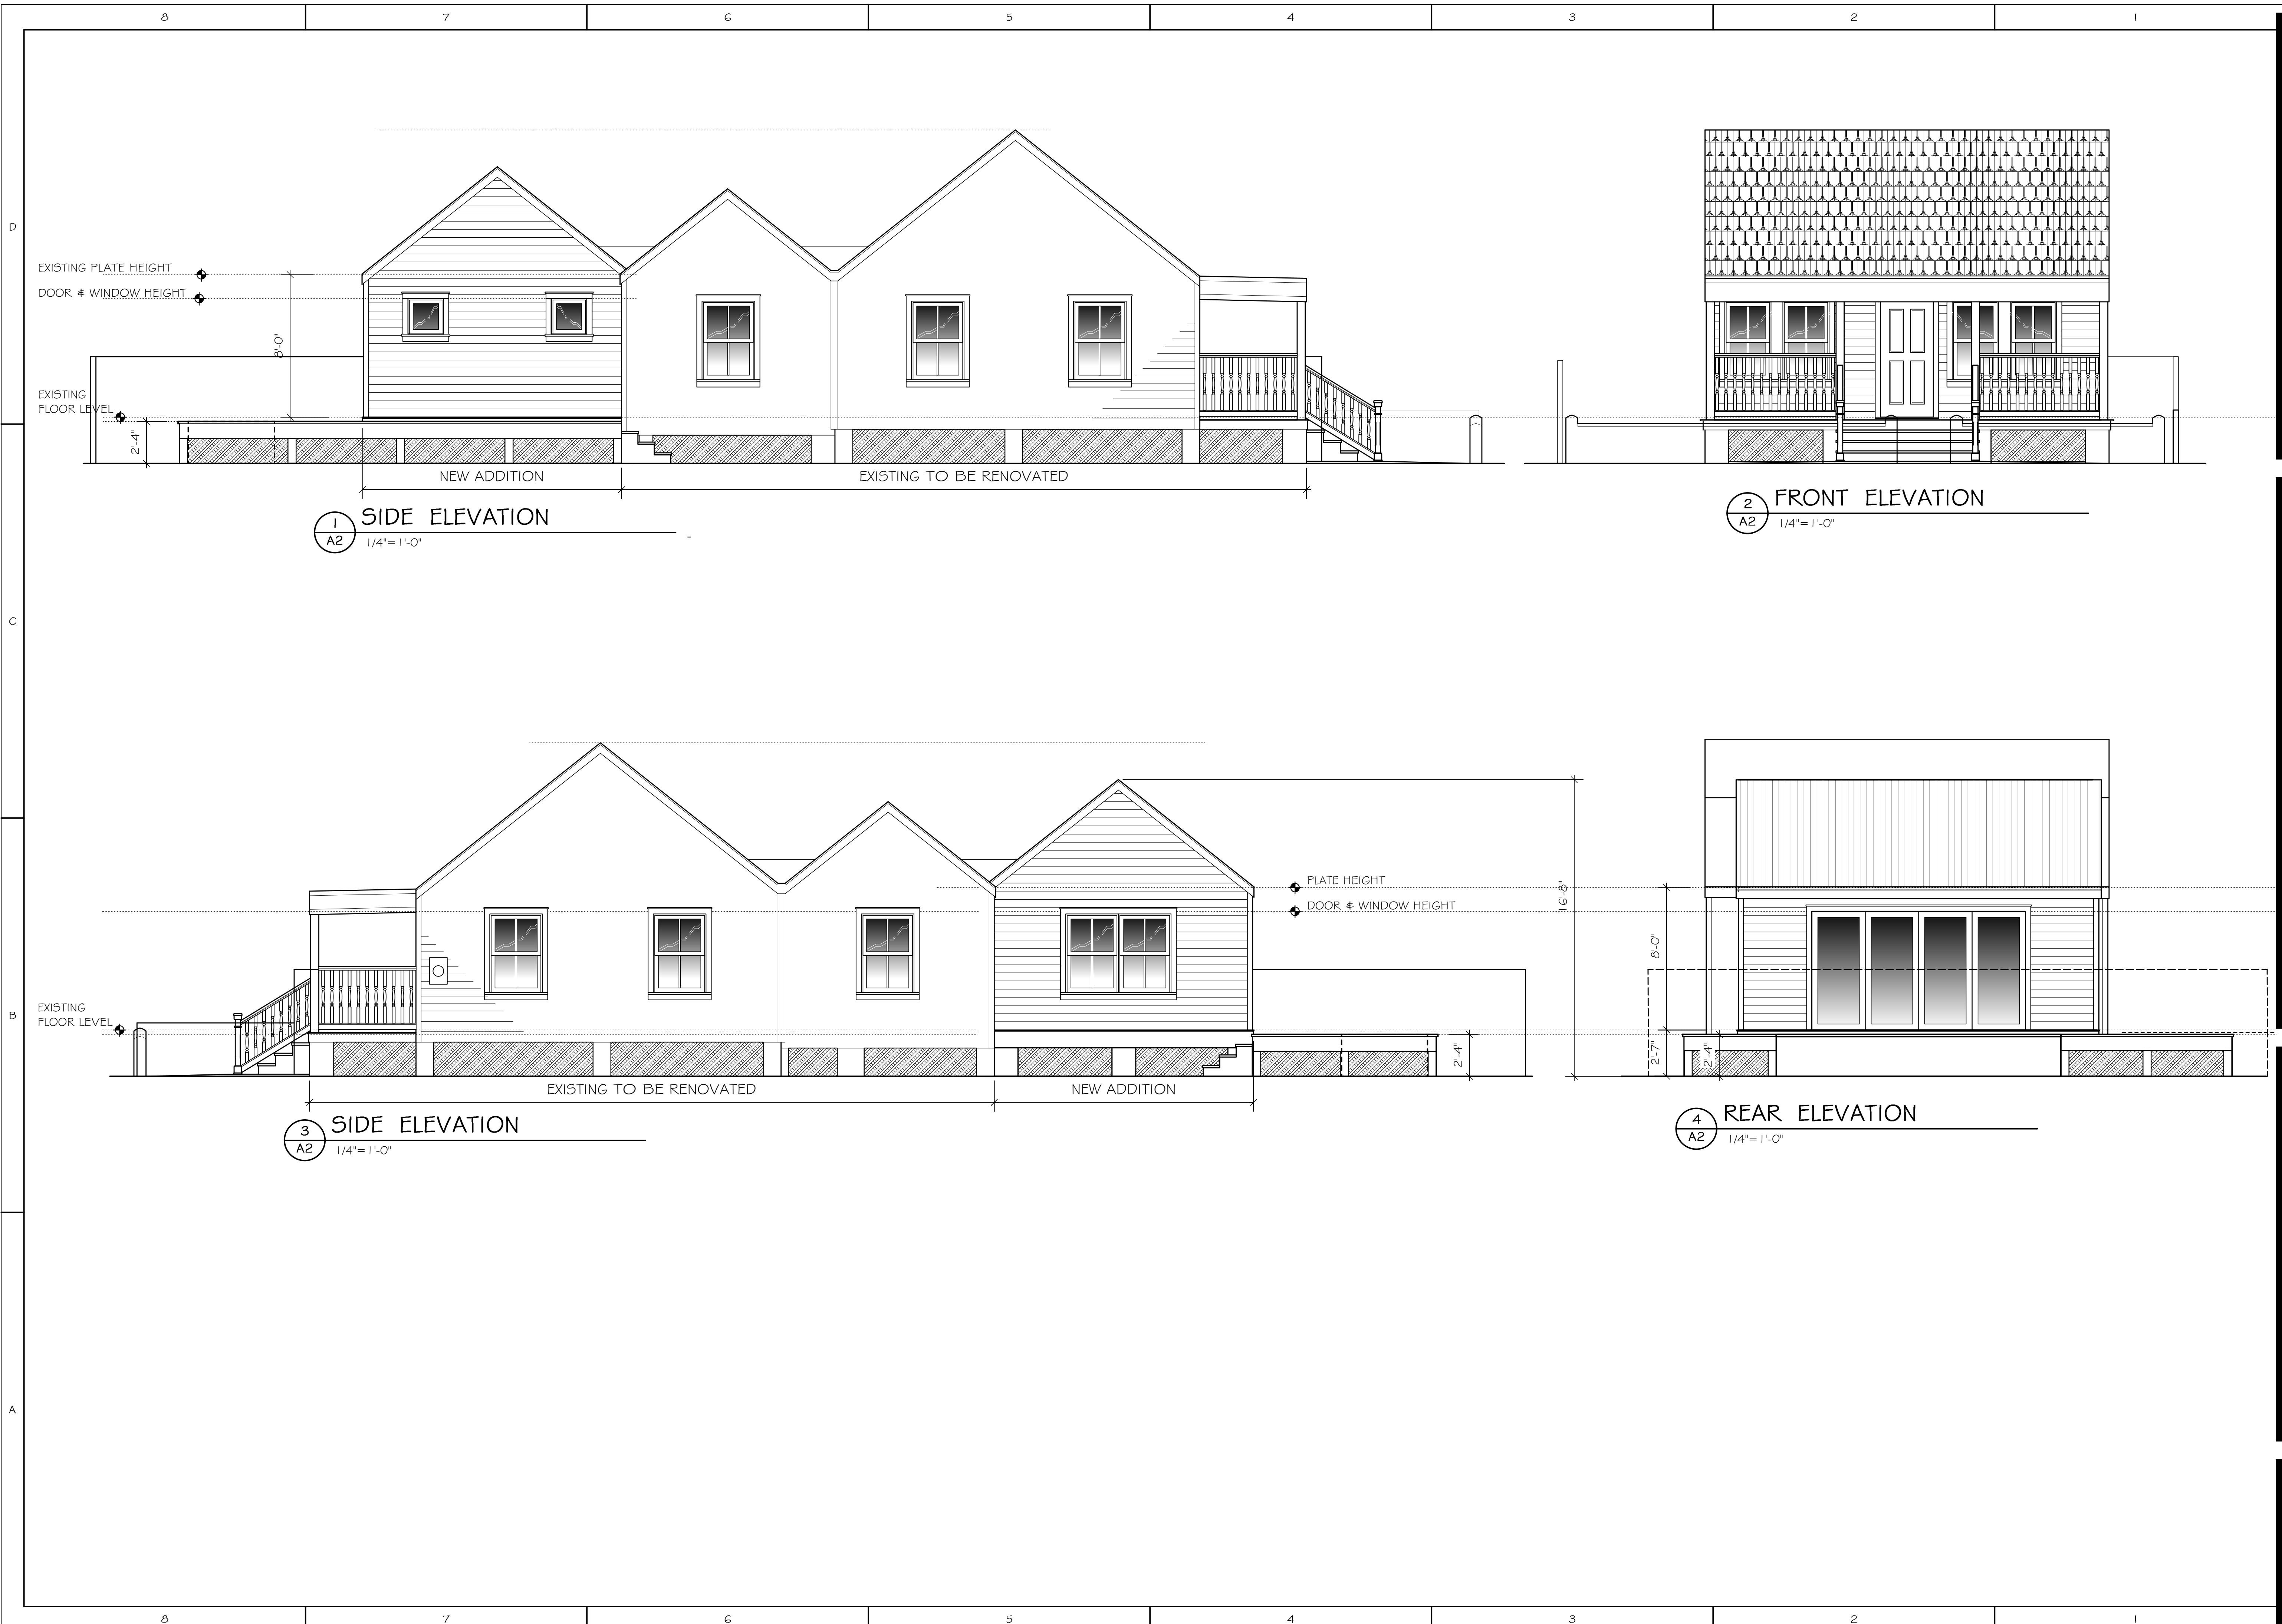 8 7 6 5 4 3 2 1
D
EXISTING PLATE HEIGHT
DOOR & WINDOW HEIGHT
8'-0"
EXISTING
FLOOR LEVEL
2'-4"
NEW ADDITION
EXISTING TO BE RENOVATED
1
A2
SIDE ELEVATION
1/4"=1'-0"
-
2
A2
FRONT ELEVATION
1/4"=1'-0"
C
PLATE HEIGHT
DOOR & WINDOW HEIGHT
16'-8"
8'-0"
B
EXISTING
FLOOR LEVEL
2'-4"
2'-7"
2'-4"
EXISTING TO BE RENOVATED
NEW ADDITION
3
A2
SIDE ELEVATION
1/4"=1'-0"
4
A2
REAR ELEVATION
1/4"=1'-0"
A
8 7 6 5 4 3 2 1